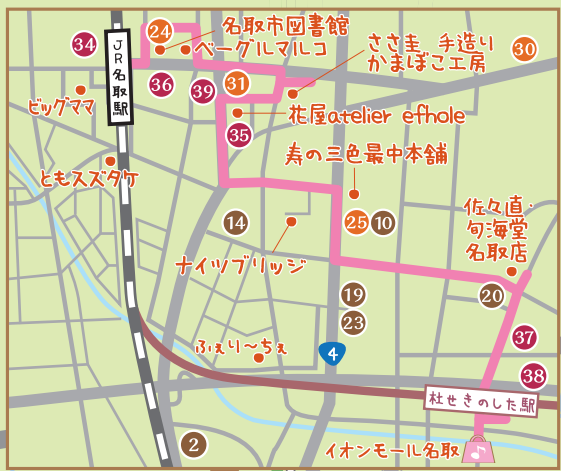 24
名取市図書館
ベーグルマルコ
34
JR名取駅
36
39
31
ささ圭 手造り
かまぼこ工房
30
ビッグママ
花屋atelier efhole
35
寿の三色最中本舗
ともスズタケ
14
25
10
佐々直・
旬海堂
名取店
ナイツブリッジ
19
20
23
37
ふぇり〜ちぇ
4
38
杜せきのした駅
2
イオンモール名取